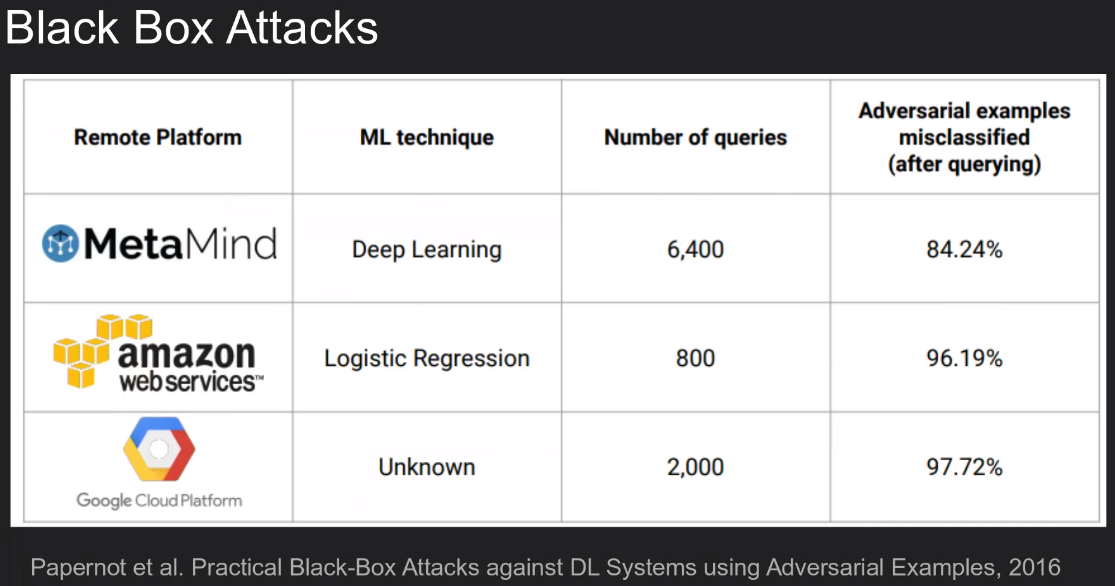 Black Box Attacks
Remote Platform
ML technique
Number of queries
Adversarial examples
misclassified
(after querying)
MetaMind
Deep Learning
6,400
84.24%
amazon
webservices™
Logistic Regression
800
96.19%
Google Cloud Platform
Unknown
2,000
97.72%
Papernot et al. Practical Black-Box Attacks against DL Systems using Adversarial Examples, 2016